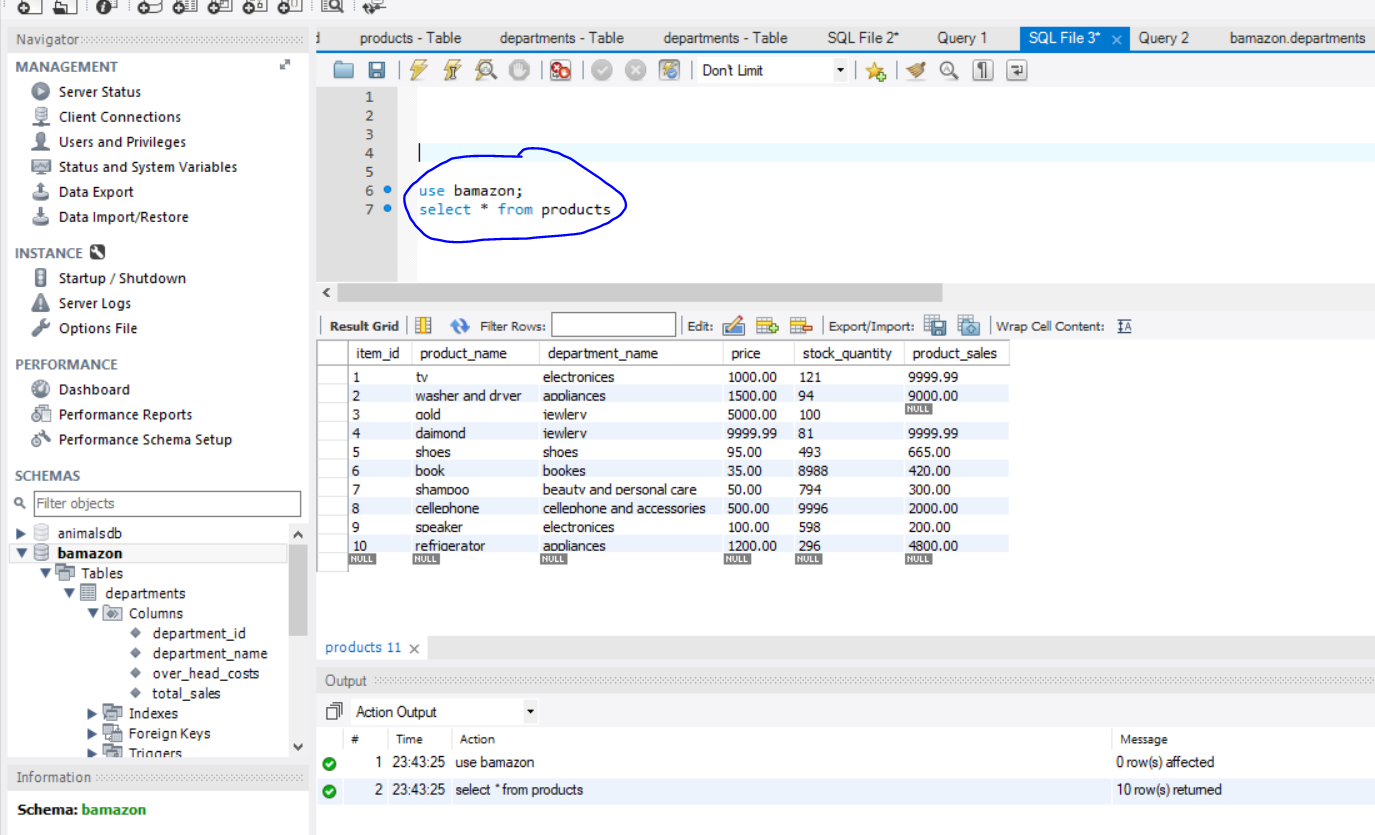 Navigator
MANAGEMENT
Server Status
Client Connections
Users and Privileges
Status and System Variables
Data Export
Data Import/Restore
INSTANCE
Startup / Shutdown
Server Logs
Options File
PERFORMANCE
Dashboard
Performance Reports
Performance Schema Setup
SCHEMAS
Filter objects
animalsdb
bamazon
Tables
departments
Columns
department_id
department_name
over_head_costs
total_sales
Indexes
Foreign Keys
Triggers
Information
Schema: bamazon
products - Table departments - Table departments - Table SQL File 2* Query 1 SQL File 3* Query 2 bamazon.departments
Don't Limit
1
2
3
4
5
6 use bamazon;
7 select * from products
Result Grid Filter Rows: Edit: Export/Import: Wrap Cell Content:
item_id product_name department_name price stock_quantity product_sales
1 tv electronices 1000.00 121 9999.99
2 washer and dryer appliances 1500.00 94 9000.00
3 gold jewlery 5000.00 100 NULL
4 daimond jewlery 9999.99 81 9999.99
5 shoes shoes 95.00 493 665.00
6 book bookes 35.00 8988 420.00
7 shampoo beauty and personal care 50.00 794 300.00
8 cellephone cellephone and accessories 500.00 9996 2000.00
9 speaker electronices 100.00 598 200.00
10 refrigerator appliances 1200.00 296 4800.00
NULL NULL NULL NULL NULL NULL
products 11
Output
Action Output
# Time Action Message
1 23:43:25 use bamazon 0 row(s) affected
2 23:43:25 select * from products 10 row(s) returned